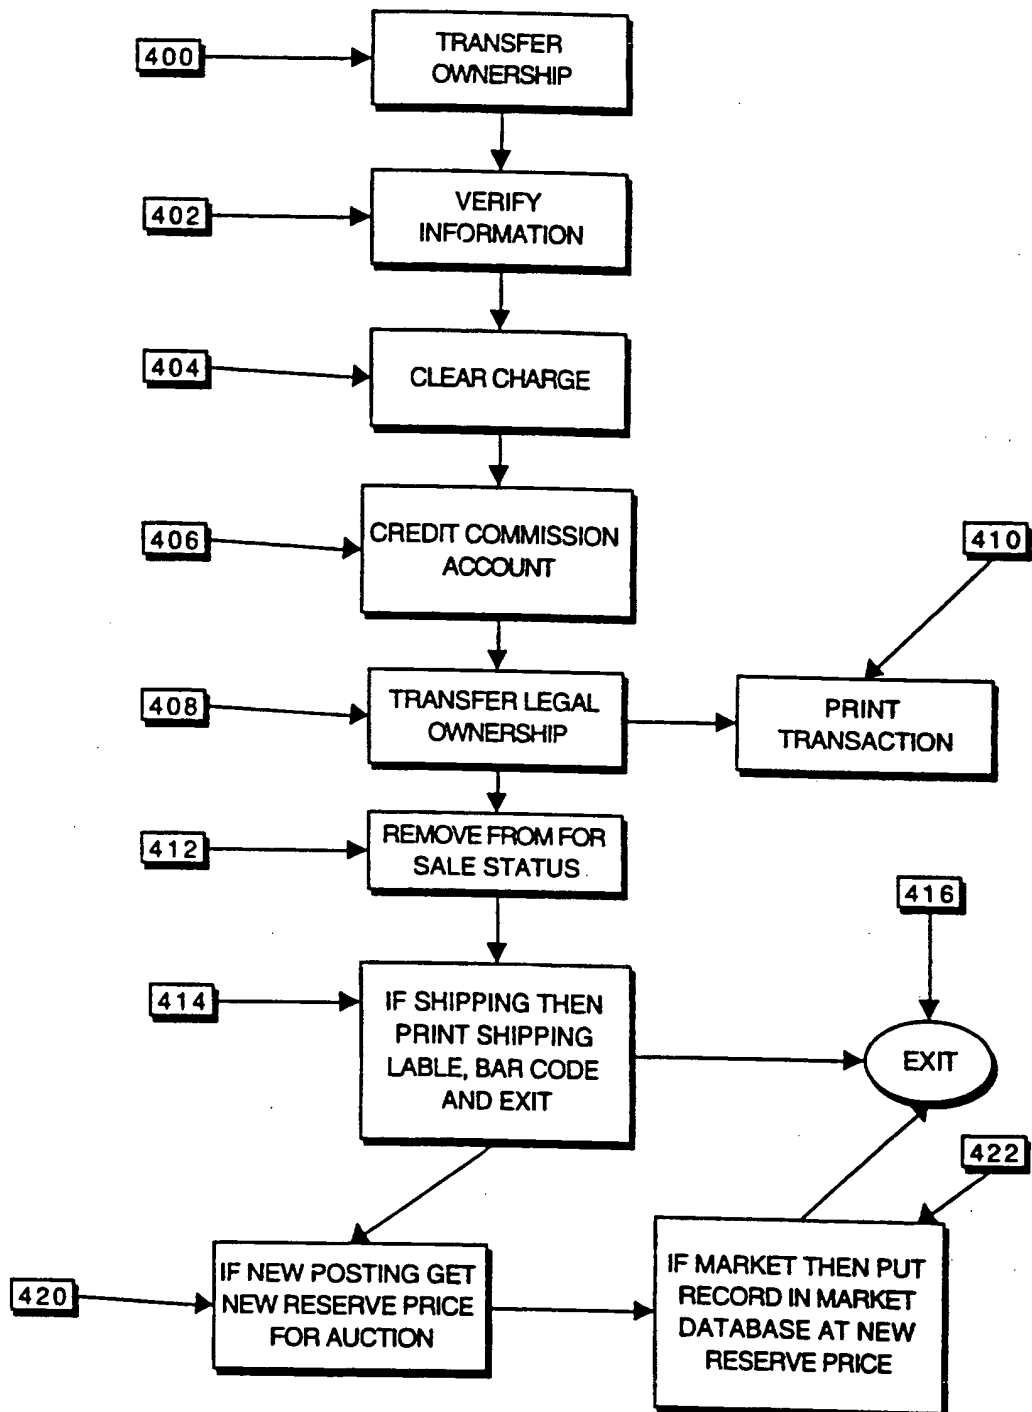 400
TRANSFER
OWNERSHIP
402
VERIFY
INFORMATION
404
CLEAR CHARGE
406
CREDIT COMMISSION
ACCOUNT
410
408
TRANSFER LEGAL
OWNERSHIP
PRINT
TRANSACTION
412
REMOVE FROM FOR
SALE STATUS
416
414
IF SHIPPING THEN
PRINT SHIPPING
LABLE, BAR CODE
AND EXIT
EXIT
422
420
IF NEW POSTING GET
NEW RESERVE PRICE
FOR AUCTION
IF MARKET THEN PUT
RECORD IN MARKET
DATABASE AT NEW
RESERVE PRICE